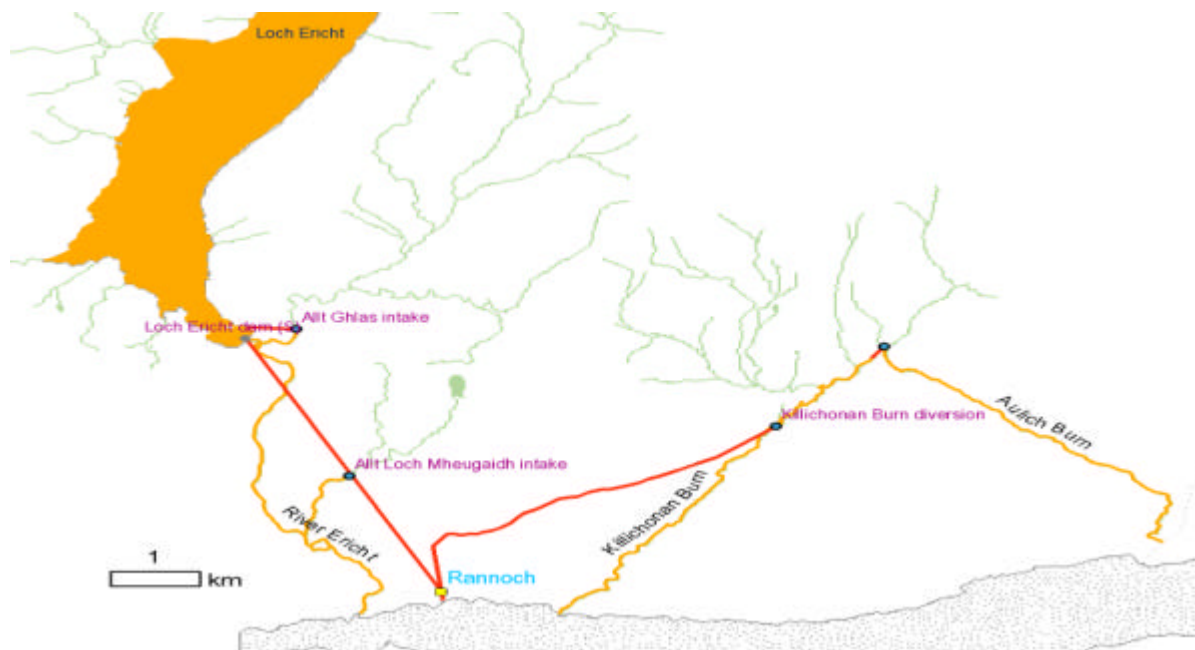 Loch Ericht
Loch Ericht dam (S)
Allt Ghlas intake
Killichonan Burn diversion
Aulich Burn
Allt Loch Mheugaidh intake
Killichonan Burn
River Ericht
1
km
Rannoch